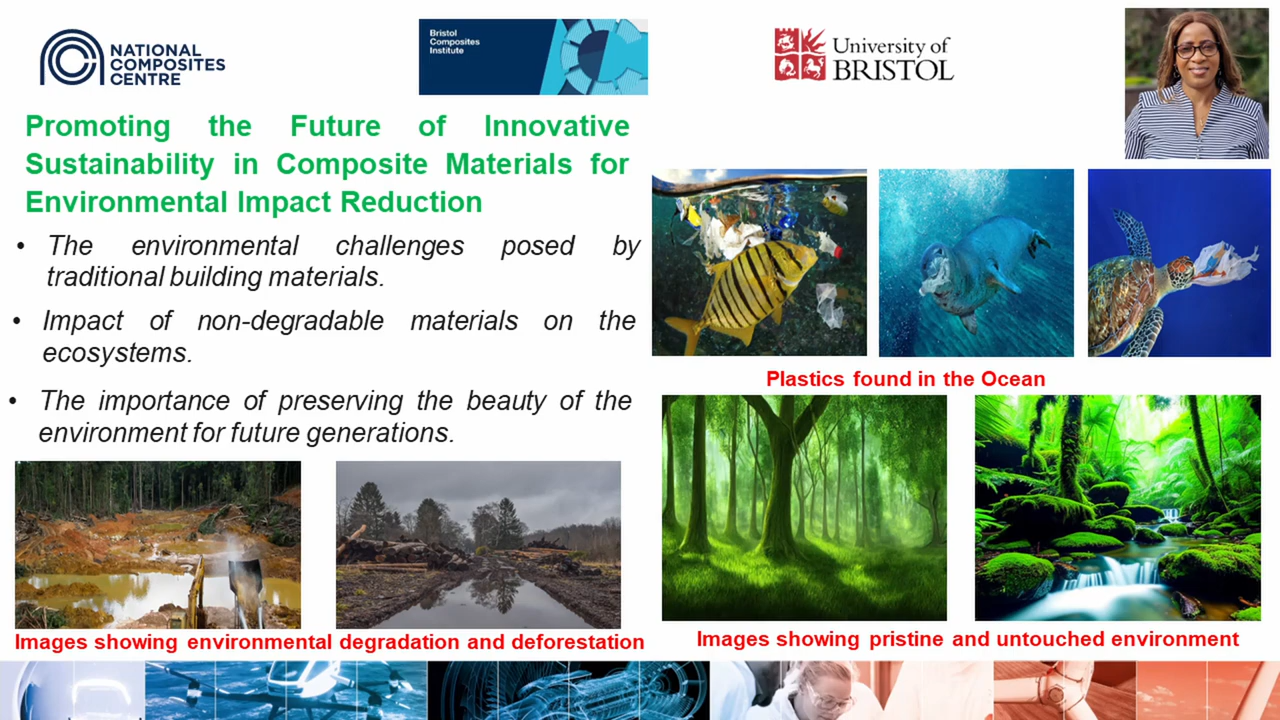 NATIONAL
COMPOSITES
CENTRE
Bristol
Composites
Institute
University of
BRISTOL
Promoting the Future of Innovative
Sustainability in Composite Materials for
Environmental Impact Reduction
• The environmental challenges posed by
traditional building materials.
• Impact of non-degradable materials on the
ecosystems.
• The importance of preserving the beauty of the
environment for future generations.
Plastics found in the Ocean
Images showing environmental degradation and deforestation
Images showing pristine and untouched environment